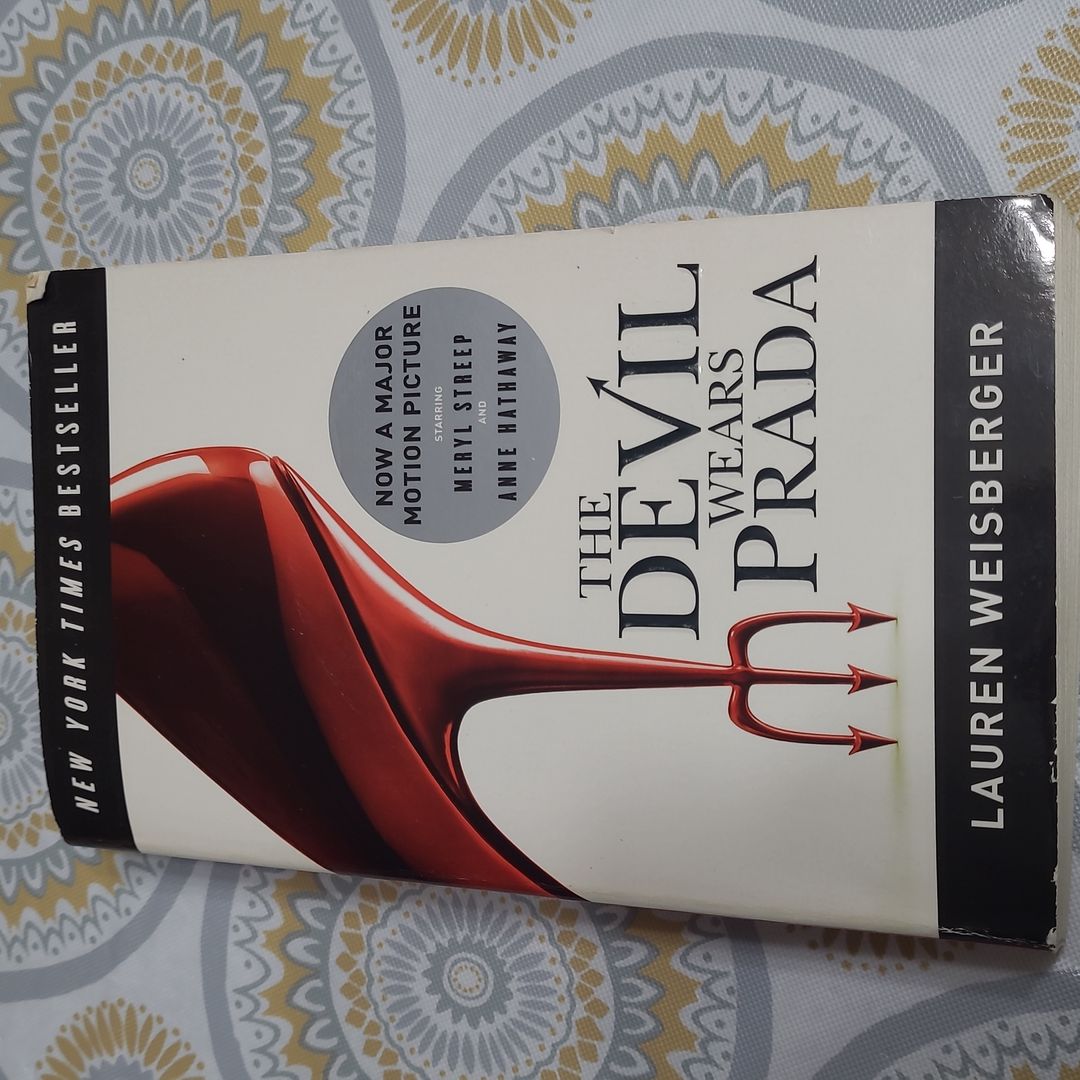 NEW YORK TIMES BESTSELLER
NOW A MAJOR
MOTION PICTURE
STARRING
MERYL STREEP
AND
ANNE HATHAWAY
THE
DEVIL
WEARS
PRADA
LAUREN WEISBERGER